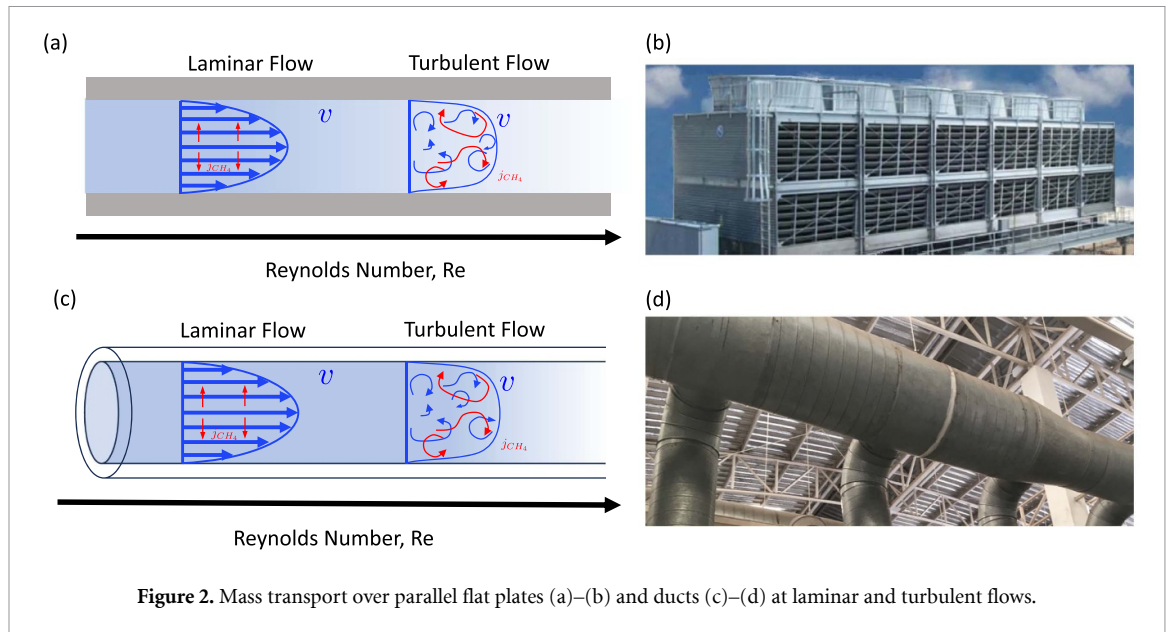 (a)
Laminar Flow
Turbulent Flow
v
v
j_{CH_4}
j_{CH_4}
Reynolds Number, Re
(b)
(c)
Laminar Flow
Turbulent Flow
v
v
j_{CH_4}
j_{CH_4}
Reynolds Number, Re
(d)
Figure 2. Mass transport over parallel flat plates (a)–(b) and ducts (c)–(d) at laminar and turbulent flows.